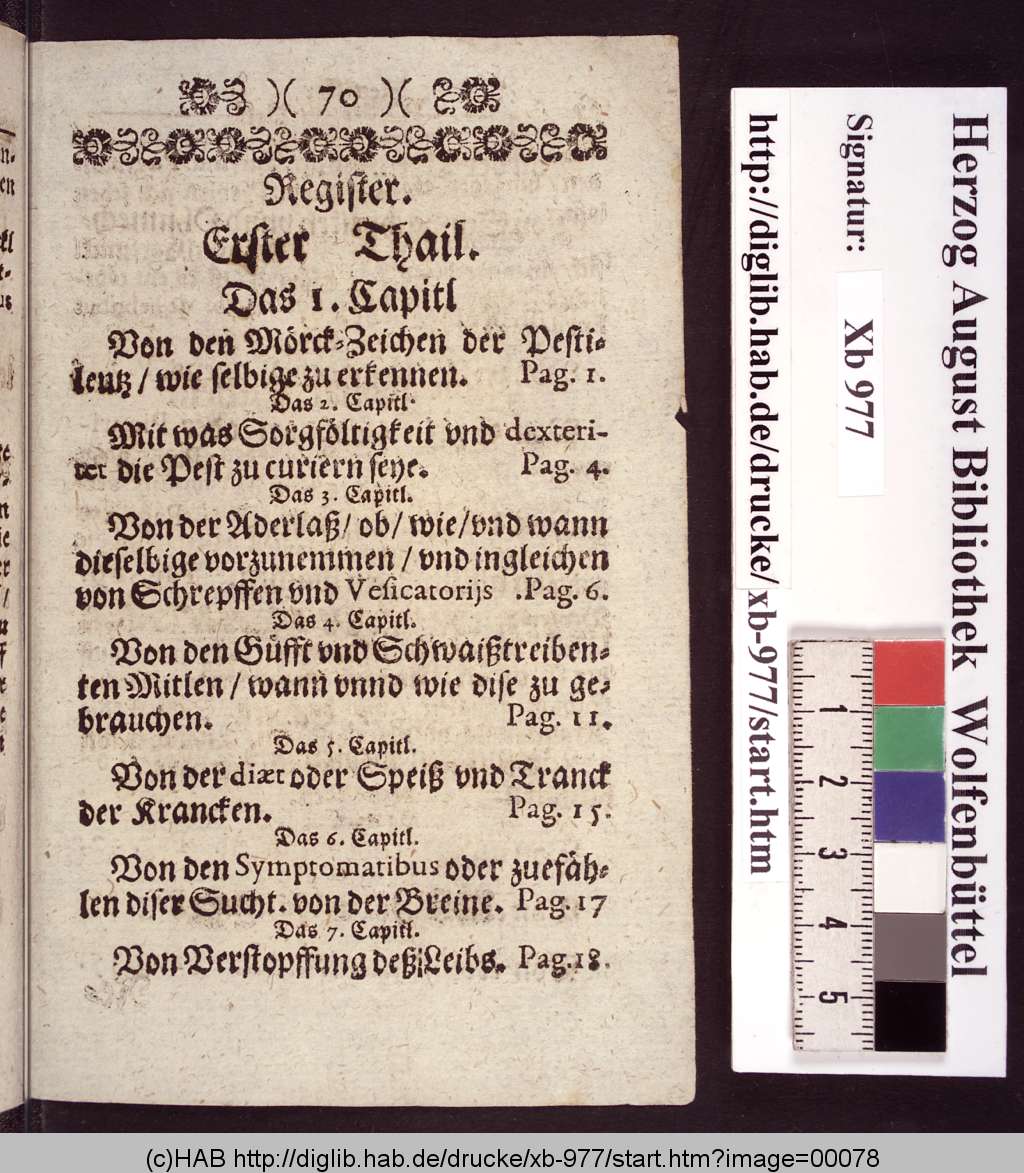 )( 70 )(
Register.
Erster Thail.
Das 1. Capitl
Von den Mörck-Zeichen der Pesti-
lentz / wie selbige zu erkennen. Pag. 1.
Das 2. Capitl.
Mit was Sorgföltigkeit vnd dexteri-
tæt die Pest zu curiern seye. Pag. 4.
Das 3. Capitl.
Von der Aderlaß / ob / wie / vnd wann
dieselbige vorzunemmen / vnd ingleichen
von Schrepffen vnd Vesicatorijs . Pag. 6.
Das 4. Capitl.
Von den Güfft vnd Schwaißtreiben-
ten Mitlen / wann vnnd wie dise zu ge-
brauchen. Pag. 11.
Das 5. Capitl.
Von der diæt oder Speiß vnd Tranck
der Krancken. Pag. 15.
Das 6. Capitl.
Von den Symptomatibus oder zuefäh-
len diser Sucht. von der Breine. Pag. 17
Das 7. Capitl.
Von Verstopffung deß Leibs. Pag. 18.
Herzog August Bibliothek Wolfenbüttel
Signatur: Xb 977
http://diglib.hab.de/drucke/xb-977/start.htm
1
2
3
4
5
(c)HAB http://diglib.hab.de/drucke/xb-977/start.htm?image=00078